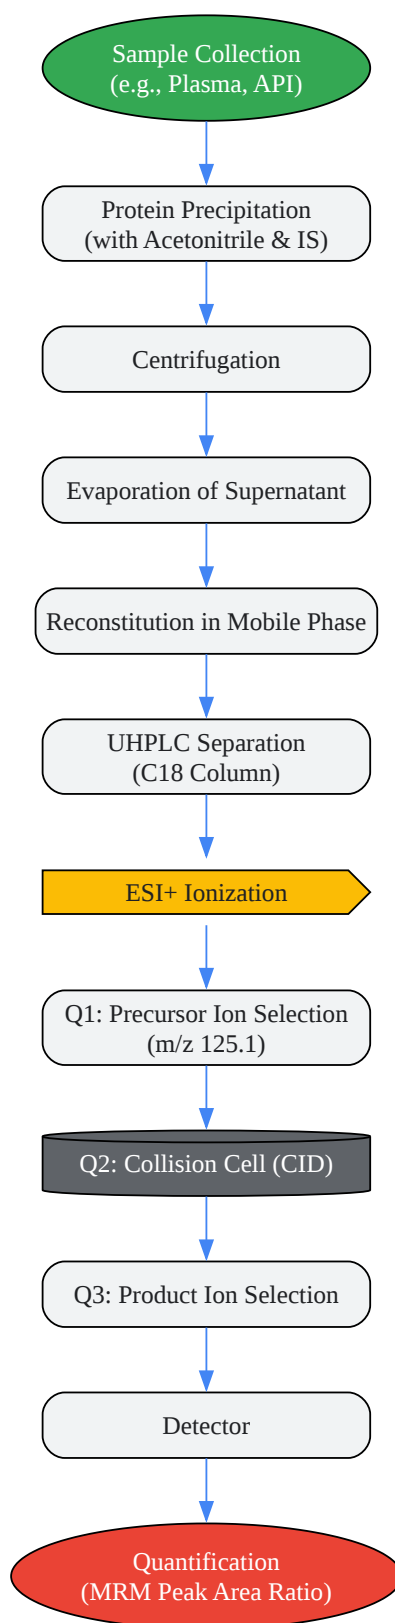 Sample Collection
(e.g., Plasma, API)
Protein Precipitation
(with Acetonitrile & IS)
Centrifugation
Evaporation of Supernatant
Reconstitution in Mobile Phase
UHPLC Separation
(C18 Column)
ESI+ Ionization
Q1: Precursor Ion Selection
(m/z 125.1)
Q2: Collision Cell (CID)
Q3: Product Ion Selection
Detector
Quantification
(MRM Peak Area Ratio)